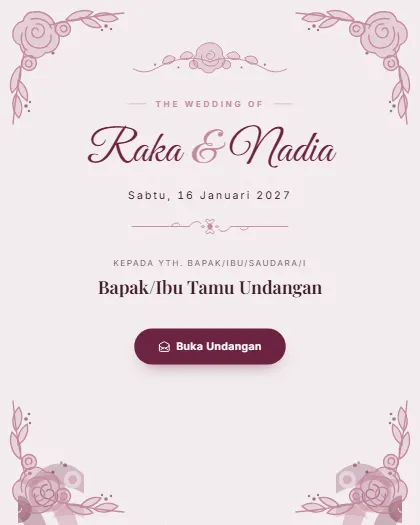 THE WEDDING OF
Raka & Nadia
Sabtu, 16 Januari 2027
KEPADA YTH. BAPAK/IBU/SAUDARA/I
Bapak/Ibu Tamu Undangan
Buka Undangan